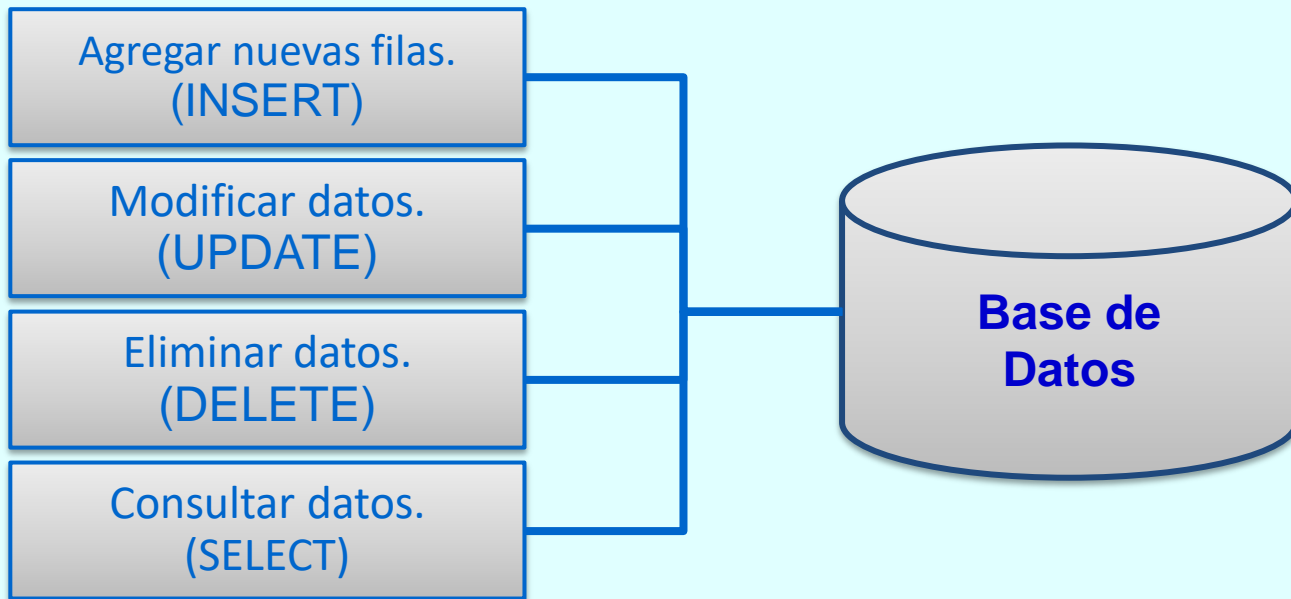 Agregar nuevas filas.
(INSERT)
Modificar datos.
(UPDATE)
Eliminar datos.
(DELETE)
Consultar datos.
(SELECT)
Base de
Datos